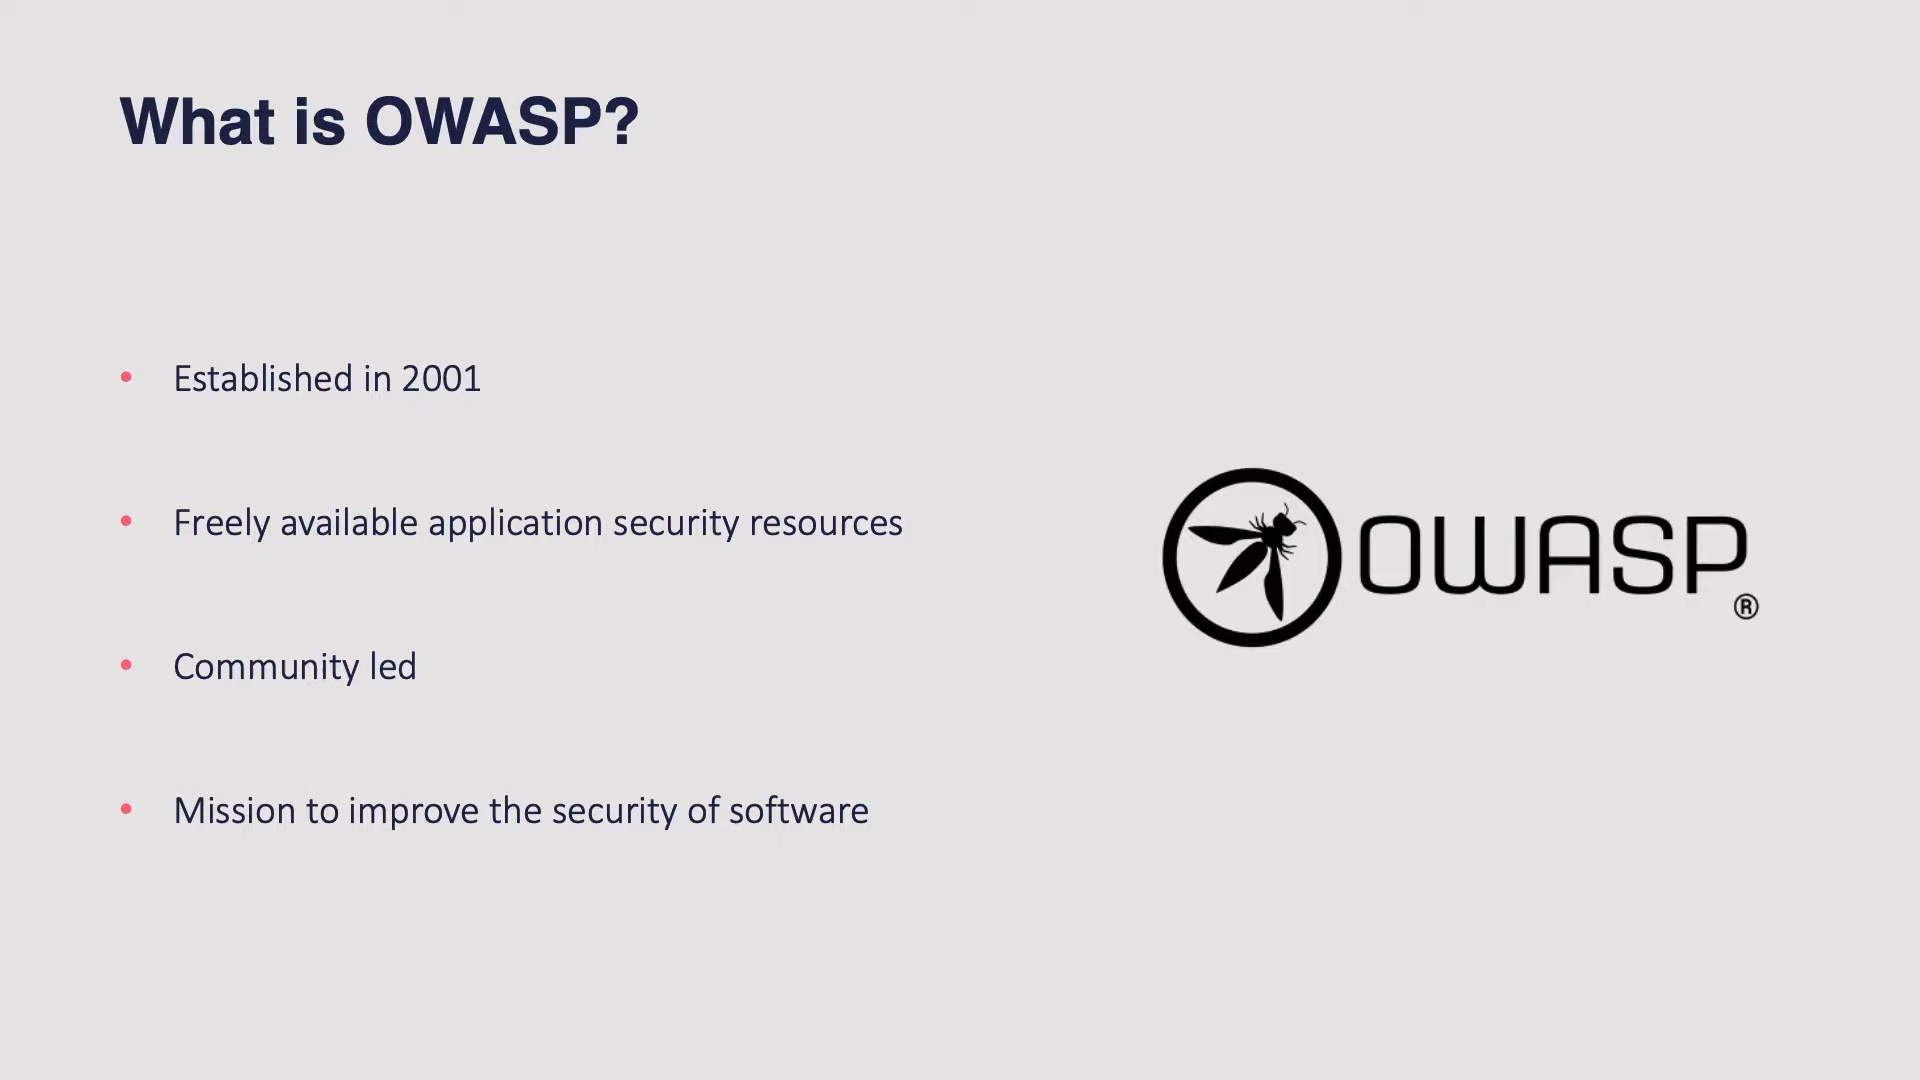 What is OWASP?
• Established in 2001
• Freely available application security resources
• Community led
• Mission to improve the security of software
OWASP®